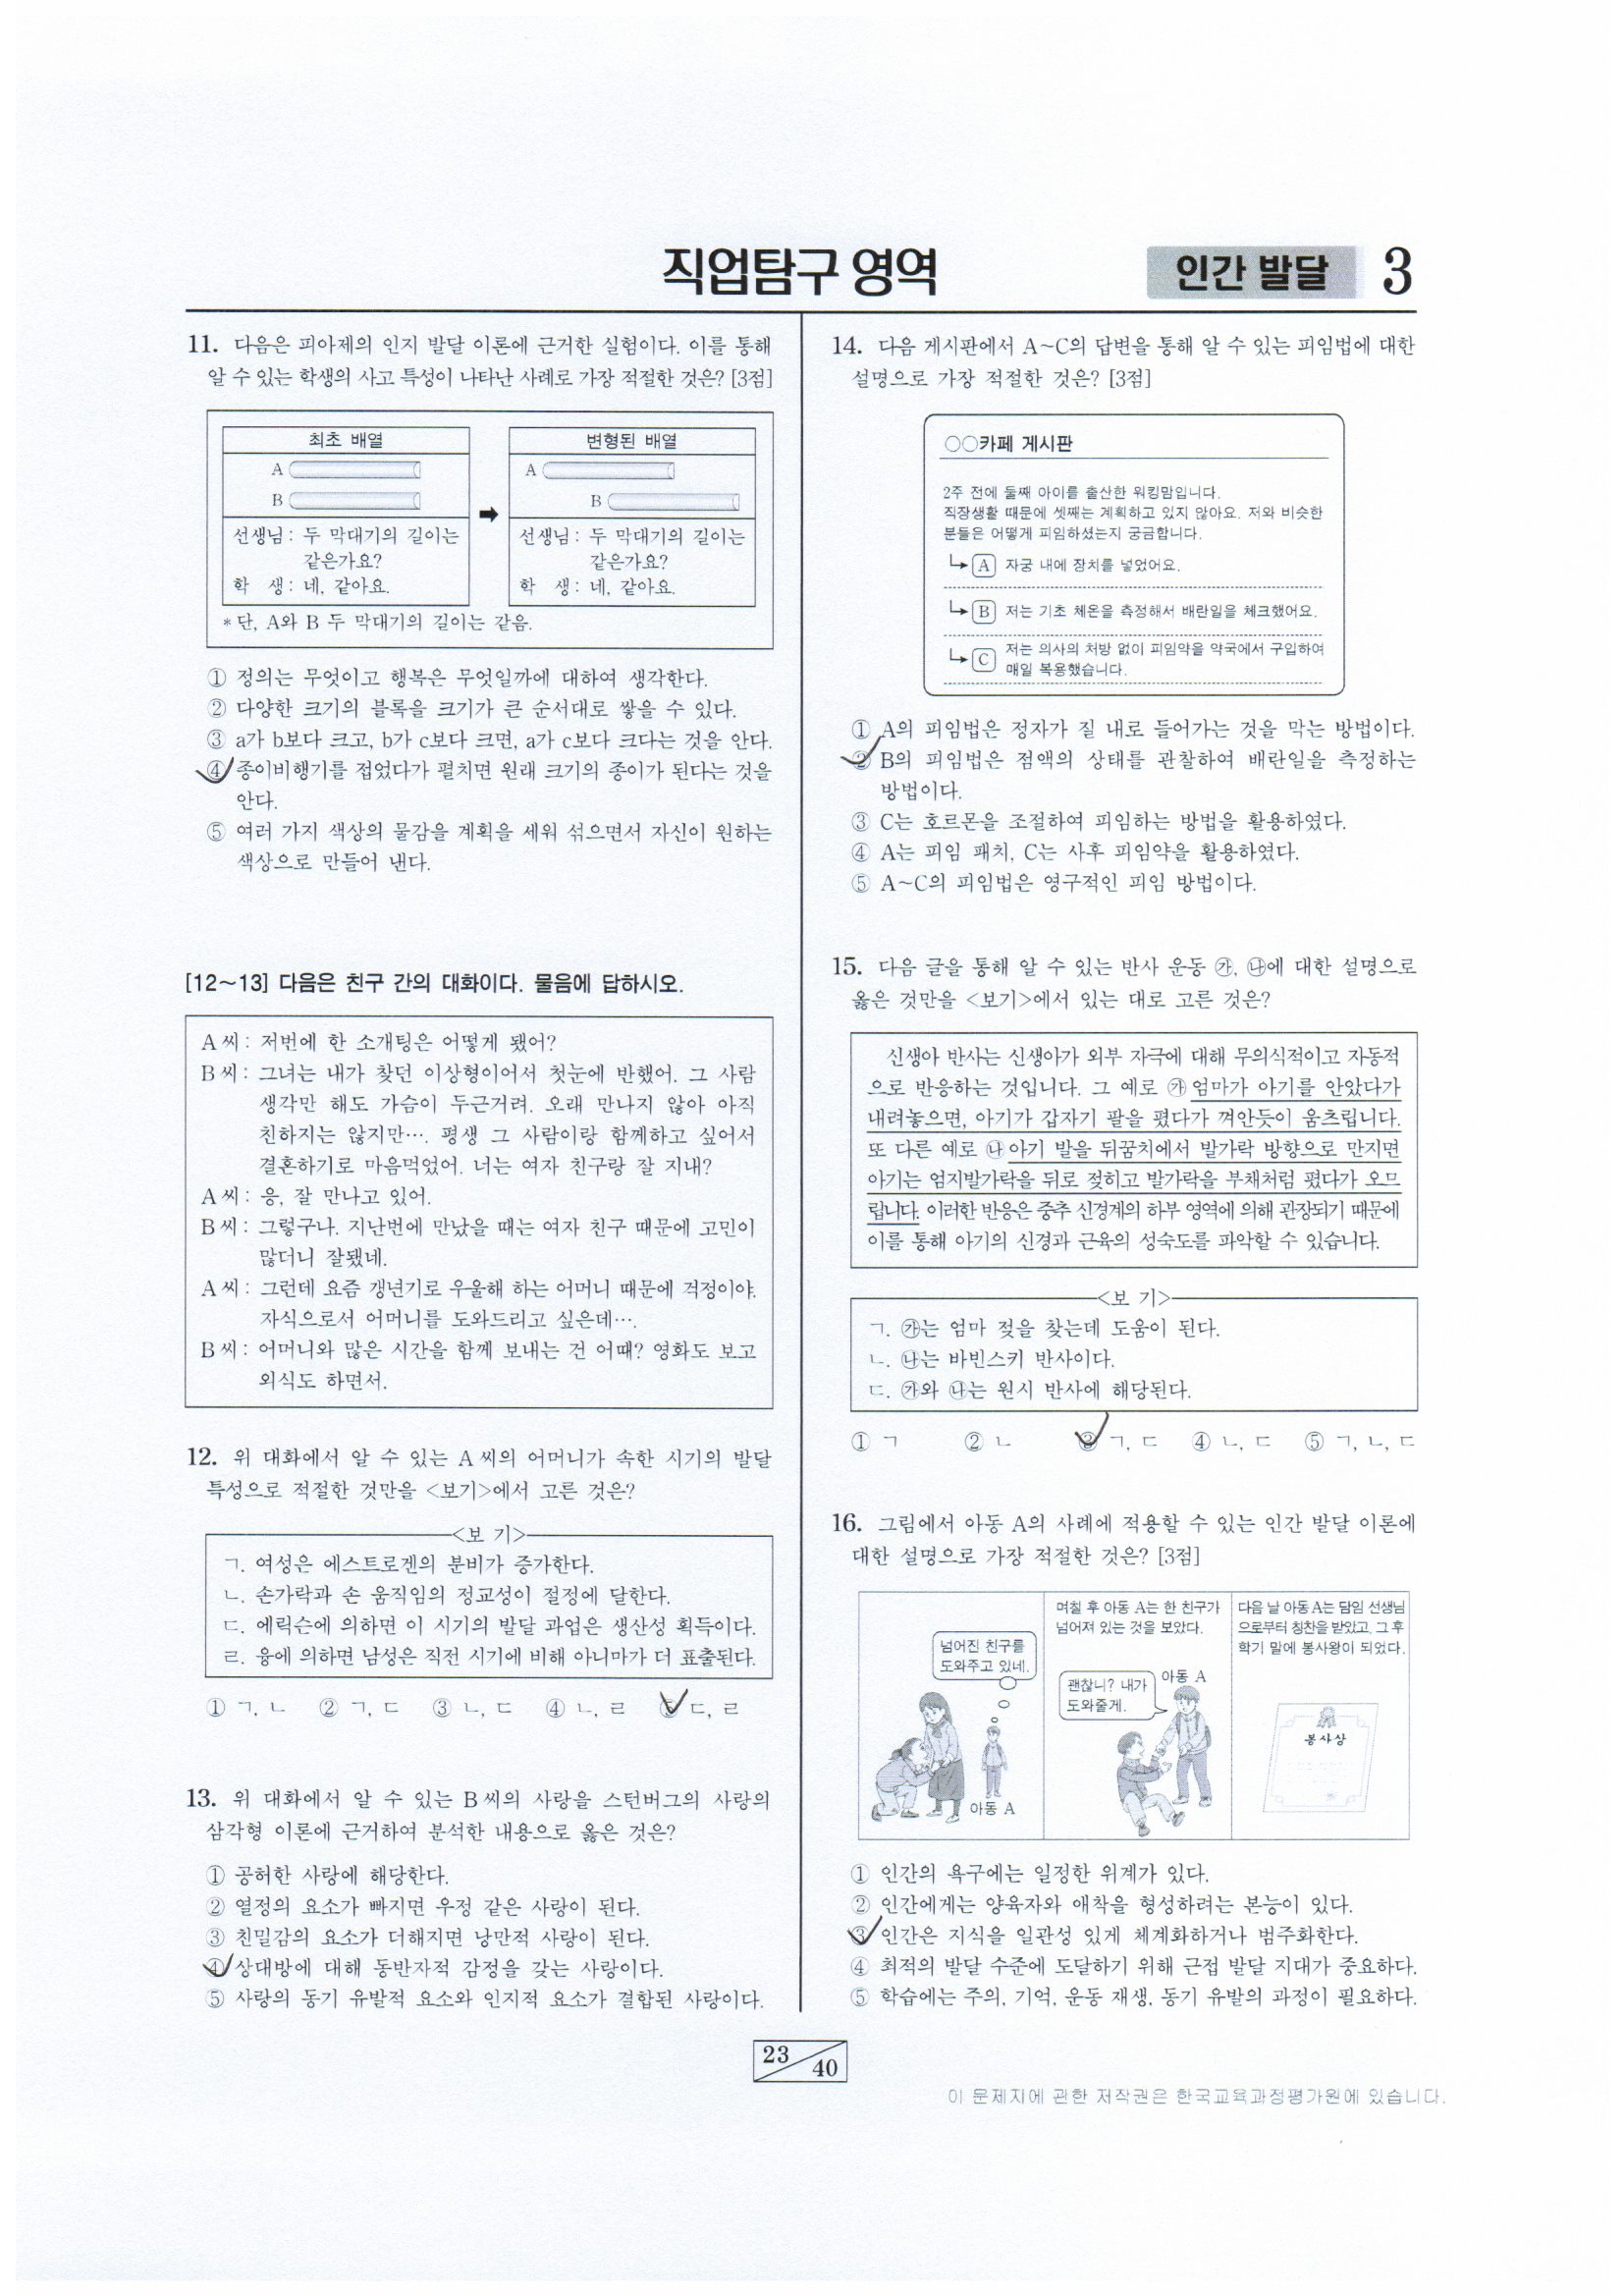 직업탐구 영역
인간 발달
3
11. 다음은 피아제의 인지 발달 이론에 근거한 실험이다. 이를 통해
알 수 있는 학생의 사고 특성이 나타난 사례로 가장 적절한 것은? [3점]
최초 배열
A
B
선생님 : 두 막대기의 길이는
같은가요?
학 생 : 네, 같아요.
변형된 배열
A
B
선생님 : 두 막대기의 길이는
같은가요?
학 생 : 네, 같아요.
* 단, A와 B 두 막대기의 길이는 같음.
① 정의는 무엇이고 행복은 무엇일까에 대하여 생각한다.
② 다양한 크기의 블록을 크기가 큰 순서대로 쌓을 수 있다.
③ a가 b보다 크고, b가 c보다 크면, a가 c보다 크다는 것을 안다.
④ 종이비행기를 접었다가 펼치면 원래 크기의 종이가 된다는 것을
안다.
⑤ 여러 가지 색상의 물감을 계획을 세워 섞으면서 자신이 원하는
색상으로 만들어 낸다.
[12~13] 다음은 친구 간의 대화이다. 물음에 답하시오.
A 씨 : 저번에 한 소개팅은 어떻게 됐어?
B 씨 : 그녀는 내가 찾던 이상형이어서 첫눈에 반했어. 그 사람
생각만 해도 가슴이 두근거려. 오래 만나지 않아 아직
친하지는 않지만…. 평생 그 사람이랑 함께하고 싶어서
결혼하기로 마음먹었어. 너는 여자 친구랑 잘 지내?
A 씨 : 응, 잘 만나고 있어.
B 씨 : 그렇구나. 지난번에 만났을 때는 여자 친구 때문에 고민이
많더니 잘됐네.
A 씨 : 그런데 요즘 갱년기로 우울해 하는 어머니 때문에 걱정이야.
자식으로서 어머니를 도와드리고 싶은데….
B 씨 : 어머니와 많은 시간을 함께 보내는 건 어때? 영화도 보고
외식도 하면서.
12. 위 대화에서 알 수 있는 A 씨의 어머니가 속한 시기의 발달
특성으로 적절한 것만을 <보기>에서 고른 것은?
<보 기>
ㄱ. 여성은 에스트로겐의 분비가 증가한다.
ㄴ. 손가락과 손 움직임의 정교성이 절정에 달한다.
ㄷ. 에릭슨에 의하면 이 시기의 발달 과업은 생산성 획득이다.
ㄹ. 융에 의하면 남성은 직전 시기에 비해 아니마가 더 표출된다.
① ㄱ, ㄴ ② ㄱ, ㄷ ③ ㄴ, ㄷ ④ ㄴ, ㄹ ⑤ ㄷ, ㄹ
13. 위 대화에서 알 수 있는 B 씨의 사랑을 스턴버그의 사랑의
삼각형 이론에 근거하여 분석한 내용으로 옳은 것은?
① 공허한 사랑에 해당한다.
② 열정의 요소가 빠지면 우정 같은 사랑이 된다.
③ 친밀감의 요소가 더해지면 낭만적 사랑이 된다.
④ 상대방에 대해 동반자적 감정을 갖는 사랑이다.
⑤ 사랑의 동기 유발적 요소와 인지적 요소가 결합된 사랑이다.
14. 다음 게시판에서 A~C의 답변을 통해 알 수 있는 피임법에 대한
설명으로 가장 적절한 것은? [3점]
○○카페 게시판
2주 전에 둘째 아이를 출산한 워킹맘입니다.
직장생활 때문에 셋째는 계획하고 있지 않아요. 저와 비슷한
분들은 어떻게 피임하셨는지 궁금합니다.
A 자궁 내에 장치를 넣었어요.
B 저는 기초 체온을 측정해서 배란일을 체크했어요.
C 저는 의사의 처방 없이 피임약을 약국에서 구입하여
매일 복용했습니다.
① A의 피임법은 정자가 질 내로 들어가는 것을 막는 방법이다.
② B의 피임법은 점액의 상태를 관찰하여 배란일을 측정하는
방법이다.
③ C는 호르몬을 조절하여 피임하는 방법을 활용하였다.
④ A는 피임 패치, C는 사후 피임약을 활용하였다.
⑤ A~C의 피임법은 영구적인 피임 방법이다.
15. 다음 글을 통해 알 수 있는 반사 운동 ㉮, ㉯에 대한 설명으로
옳은 것만을 <보기>에서 있는 대로 고른 것은?
신생아 반사는 신생아가 외부 자극에 대해 무의식적이고 자동적
으로 반응하는 것입니다. 그 예로 ㉮ 엄마가 아기를 안았다가
내려놓으면, 아기가 갑자기 팔을 폈다가 껴안듯이 움츠립니다.
또 다른 예로 ㉯ 아기 발을 뒤꿈치에서 발가락 방향으로 만지면
아기는 엄지발가락을 뒤로 젖히고 발가락을 부채처럼 폈다가 오므
립니다. 이러한 반응은 중추 신경계의 하부 영역에 의해 관장되기 때문에
이를 통해 아기의 신경과 근육의 성숙도를 파악할 수 있습니다.
<보 기>
ㄱ. ㉮는 엄마 젖을 찾는데 도움이 된다.
ㄴ. ㉯는 바빈스키 반사이다.
ㄷ. ㉮와 ㉯는 원시 반사에 해당된다.
① ㄱ ② ㄴ ③ ㄱ, ㄷ ④ ㄴ, ㄷ ⑤ ㄱ, ㄴ, ㄷ
16. 그림에서 아동 A의 사례에 적용할 수 있는 인간 발달 이론에
대한 설명으로 가장 적절한 것은? [3점]
넘어진 친구를
도와주고 있네.
아동 A
며칠 후 아동 A는 한 친구가
넘어져 있는 것을 보았다.
괜찮니? 내가
도와줄게.
아동 A
다음 날 아동 A는 담임 선생님
으로부터 칭찬을 받았고, 그 후
학기 말에 봉사왕이 되었다.
봉사상
① 인간의 욕구에는 일정한 위계가 있다.
② 인간에게는 양육자와 애착을 형성하려는 본능이 있다.
③ 인간은 지식을 일관성 있게 체계화하거나 범주화한다.
④ 최적의 발달 수준에 도달하기 위해 근접 발달 지대가 중요하다.
⑤ 학습에는 주의, 기억, 운동 재생, 동기 유발의 과정이 필요하다.
23
40
이 문제지에 관한 저작권은 한국교육과정평가원에 있습니다.